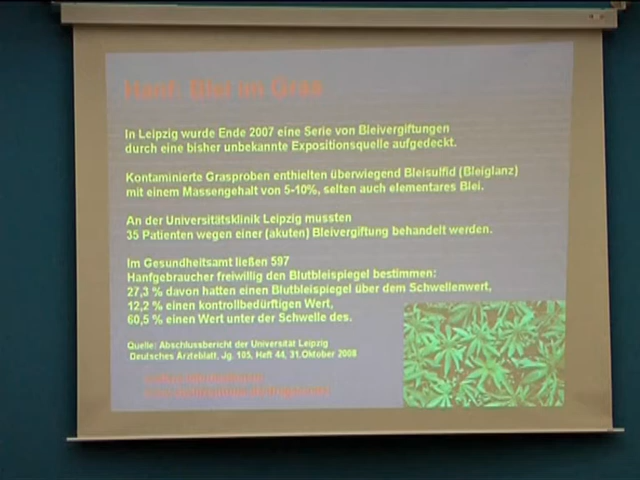 Hanf: Blei im Gras
In Leipzig wurde Ende 2007 eine Serie von Bleivergiftungen
durch eine bisher unbekannte Expositionsquelle aufgedeckt.
Kontaminierte Grasproben enthielten überwiegend Bleisulfid (Bleiglanz)
mit einem Massengehalt von 5-10%, selten auch elementares Blei.
An der Universitätsklinik Leipzig mussten
35 Patienten wegen einer (akuten) Bleivergiftung behandelt werden.
Im Gesundheitsamt ließen 597
Hanfgebraucher freiwillig den Blutbleispiegel bestimmen:
27,3 % davon hatten einen Blutbleispiegel über dem Schwellenwert,
12,2 % einen kontrollbedürftigen Wert,
60,5 % einen Wert unter der Schwelle des.
Quelle: Abschlussbericht der Universität Leipzig
Deutsches Ärzteblatt, Jg. 105, Heft 44, 31.Oktober 2008